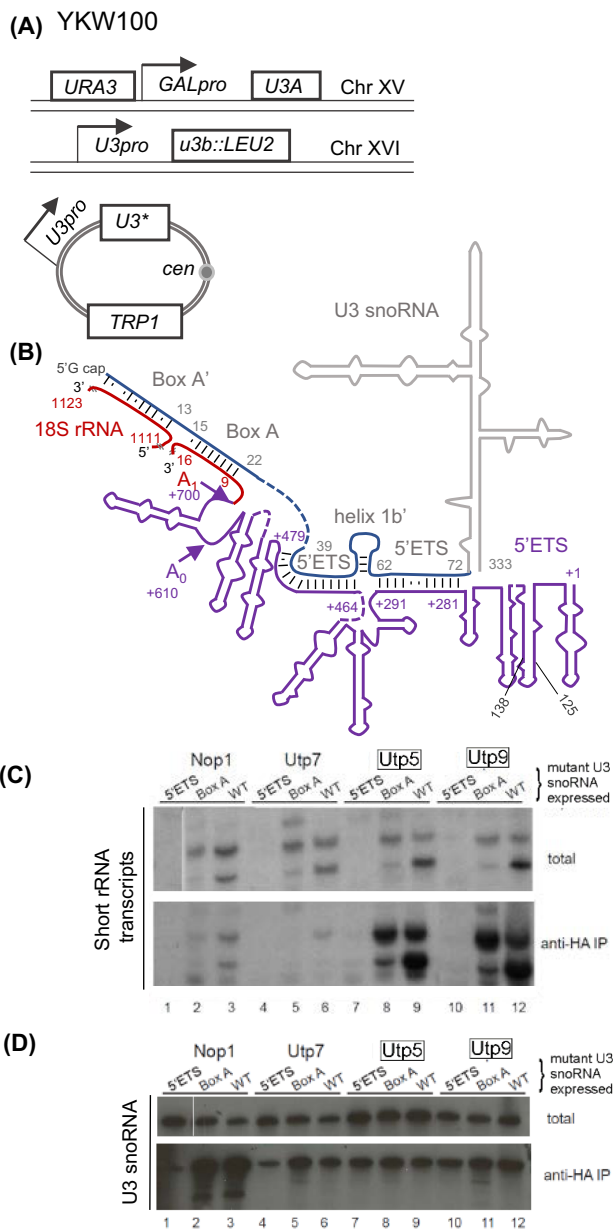 (A) YKW100
URA3 GALpro U3A Chr XV
U3pro u3b::LEU2 Chr XVI
U3pro U3*
cen
TRP1
U3 snoRNA
(B)
5'G cap
Box A'
3'
1123
13
18S rRNA
15
Box A
1111
5'
3'
16
22
A1
9
+700
helix 1b'
+479
39
5'ETS
5'ETS
5'ETS
A0
+610
62
72
333
+1
+464
+291
+281
138
125
(C)
Nop1 Utp7 Utp5 Utp9
mutant U3 snoRNA expressed
5'ETS Box A WT 5'ETS Box A WT 5'ETS Box A WT 5'ETS Box A WT
Short rRNA transcripts
total
anti-HA IP
1 2 3 4 5 6 7 8 9 10 11 12
(D)
Nop1 Utp7 Utp5 Utp9
mutant U3 snoRNA expressed
5'ETS Box A WT 5'ETS Box A WT 5'ETS Box A WT 5'ETS Box A WT
U3 snoRNA
total
anti-HA IP
1 2 3 4 5 6 7 8 9 10 11 12